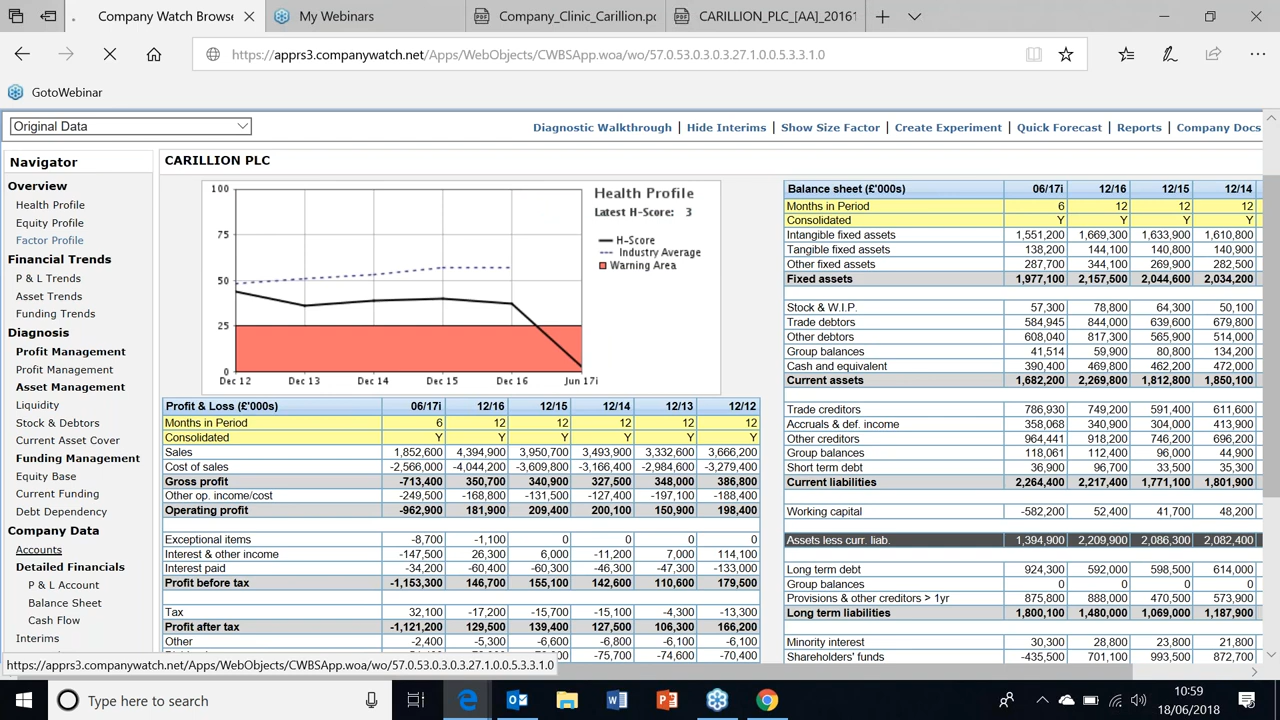 Company Watch Browse
My Webinars
Company_Clinic_Carillion.pd
CARILLION_PLC_[AA]_20161
https://apprs3.companywatch.net/Apps/WebObjects/CWBSApp.woa/wo/57.0.53.0.3.0.3.27.1.0.0.5.3.3.1.0
GotoWebinar
Original Data
Diagnostic Walkthrough | Hide Interims | Show Size Factor | Create Experiment | Quick Forecast | Reports | Company Docs
Navigator
Overview
Health Profile
Equity Profile
Factor Profile
Financial Trends
P & L Trends
Asset Trends
Funding Trends
Diagnosis
Profit Management
Profit Management
Asset Management
Liquidity
Stock & Debtors
Current Asset Cover
Funding Management
Equity Base
Current Funding
Debt Dependency
Company Data
Accounts
Detailed Financials
P & L Account
Balance Sheet
Cash Flow
Interims
CARILLION PLC
100
75
50
25
0
Dec 12 Dec 13 Dec 14 Dec 15 Dec 16 Jun 17i
Health Profile
Latest H-Score: 3
H-Score
Industry Average
Warning Area
Profit & Loss (£'000s) 06/17i 12/16 12/15 12/14 12/13 12/12
Months in Period 6 12 12 12 12 12
Consolidated Y Y Y Y Y Y
Sales 1,852,600 4,394,900 3,950,700 3,493,900 3,332,600 3,666,200
Cost of sales -2,566,000 -4,044,200 -3,609,800 -3,166,400 -2,984,600 -3,279,400
Gross profit -713,400 350,700 340,900 327,500 348,000 386,800
Other op. income/cost -249,500 -168,800 -131,500 -127,400 -197,100 -188,400
Operating profit -962,900 181,900 209,400 200,100 150,900 198,400
Exceptional items -8,700 -1,100 0 0 0 0
Interest & other income -147,500 26,300 6,000 -11,200 7,000 114,100
Interest paid -34,200 -60,400 -60,300 -46,300 -47,300 -133,000
Profit before tax -1,153,300 146,700 155,100 142,600 110,600 179,500
Tax 32,100 -17,200 -15,700 -15,100 -4,300 -13,300
Profit after tax -1,121,200 129,500 139,400 127,500 106,300 166,200
Other -2,400 -5,300 -6,600 -6,800 -6,100 -6,100
-75,700 -74,600 -70,400
Balance sheet (£'000s) 06/17i 12/16 12/15 12/14
Months in Period 6 12 12 12
Consolidated Y Y Y Y
Intangible fixed assets 1,551,200 1,669,300 1,633,900 1,610,800
Tangible fixed assets 138,200 144,100 140,800 140,900
Other fixed assets 287,700 344,100 269,900 282,500
Fixed assets 1,977,100 2,157,500 2,044,600 2,034,200
Stock & W.I.P. 57,300 78,800 64,300 50,100
Trade debtors 584,945 844,000 639,600 679,800
Other debtors 608,040 817,300 565,900 514,000
Group balances 41,514 59,900 80,800 134,200
Cash and equivalent 390,400 469,800 462,200 472,000
Current assets 1,682,200 2,269,800 1,812,800 1,850,100
Trade creditors 786,930 749,200 591,400 611,600
Accruals & def. income 358,068 340,900 304,000 413,900
Other creditors 964,441 918,200 746,200 696,200
Group balances 118,061 112,400 96,000 44,900
Short term debt 36,900 96,700 33,500 35,300
Current liabilities 2,264,400 2,217,400 1,771,100 1,801,900
Working capital -582,200 52,400 41,700 48,200
Assets less curr. liab. 1,394,900 2,209,900 2,086,300 2,082,400
Long term debt 924,300 592,000 598,500 614,000
Group balances 0 0 0 0
Provisions & other creditors > 1yr 875,800 888,000 470,500 573,900
Long term liabilities 1,800,100 1,480,000 1,069,000 1,187,900
Minority interest 30,300 28,800 23,800 21,800
Shareholders' funds -435,500 701,100 993,500 872,700
https://apprs3.companywatch.net/Apps/WebObjects/CWBSApp.woa/wo/57.0.53.0.3.0.3.27.1.0.0.5.3.3.1.0
Type here to search
10:59
18/06/2018